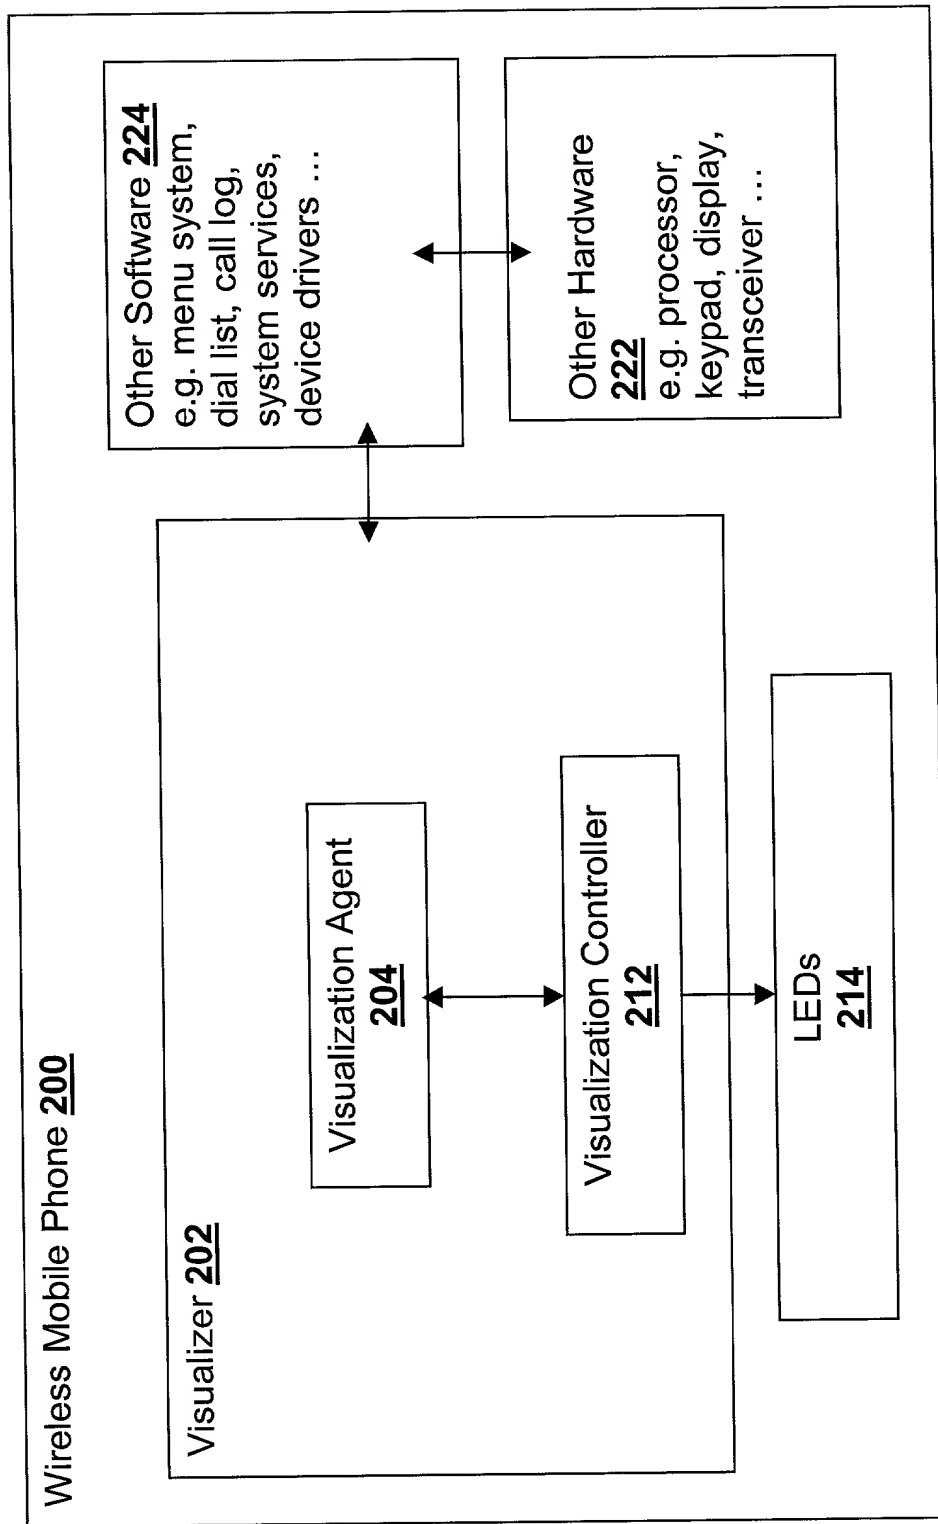 Wireless Mobile Phone 200
Visualizer 202
Visualization Agent
204
Visualization Controller
212
LEDs
214
Other Software 224
e.g. menu system,
dial list, call log,
system services,
device drivers ...
Other Hardware
222
e.g. processor,
keypad, display,
transceiver ...